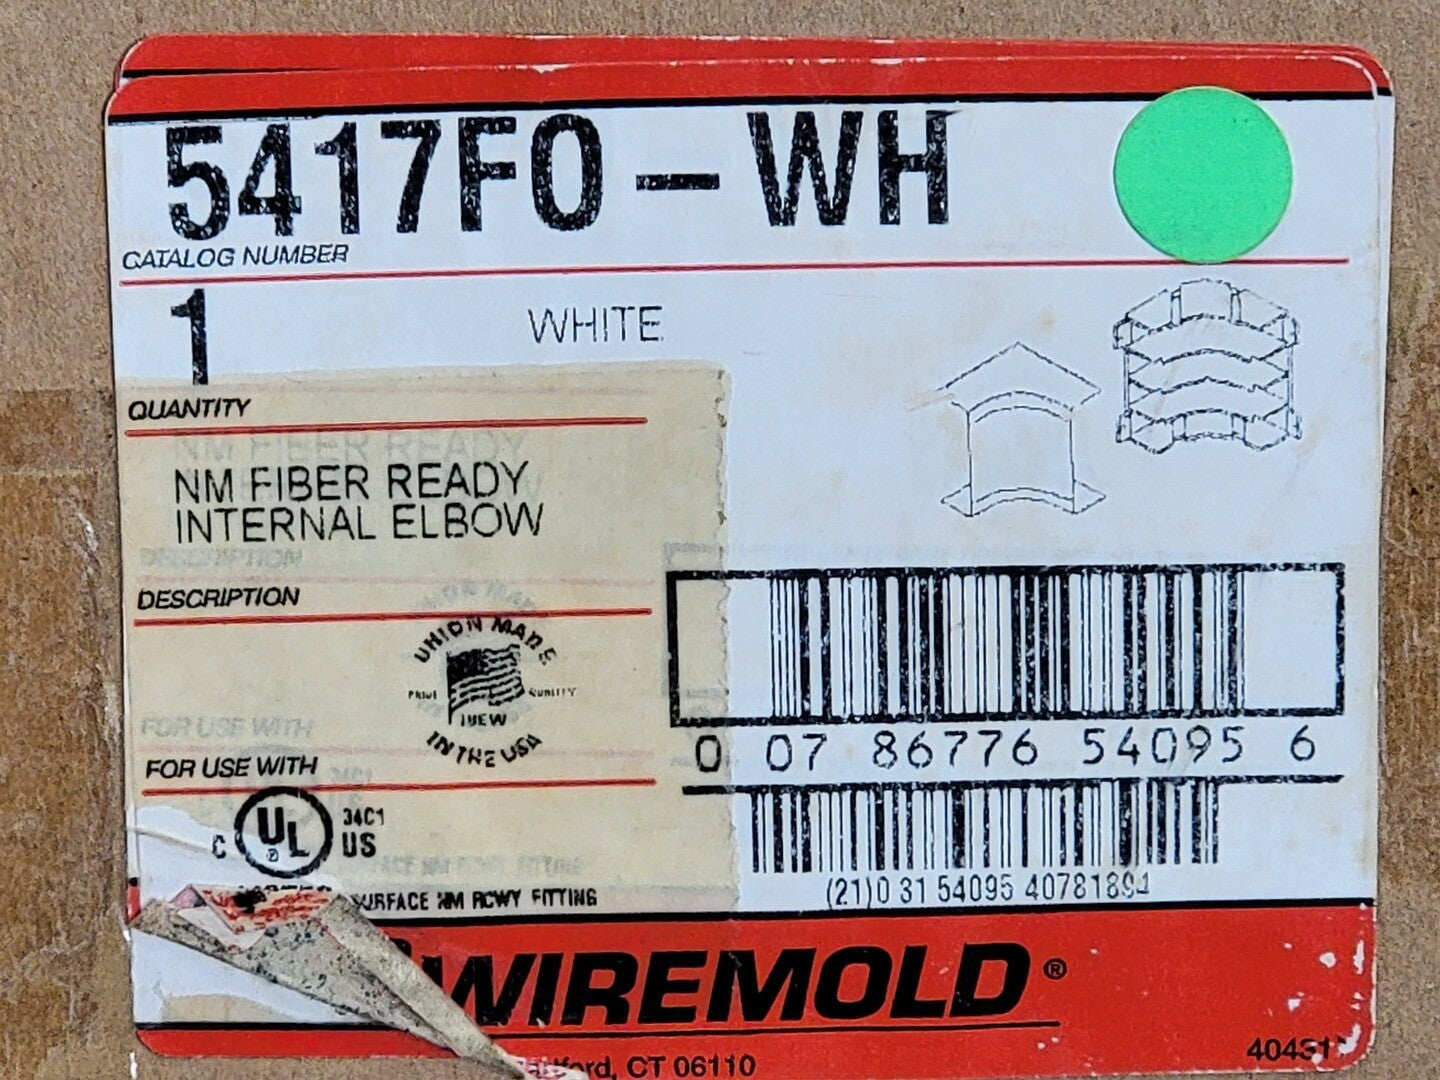 5417FO-WH
CATALOG NUMBER
1
WHITE
QUANTITY
NM FIBER READY
INTERNAL ELBOW
DESCRIPTION
UNION MADE
PRIDE QUALITY
IBEW
IN THE USA
FOR USE WITH
0 07 86776 54095 6
C UL ® 34C1
US
SURFACE NM RCWY FITTING
(21)0 31 54095 40781894
WIREMOLD®
CT 06110